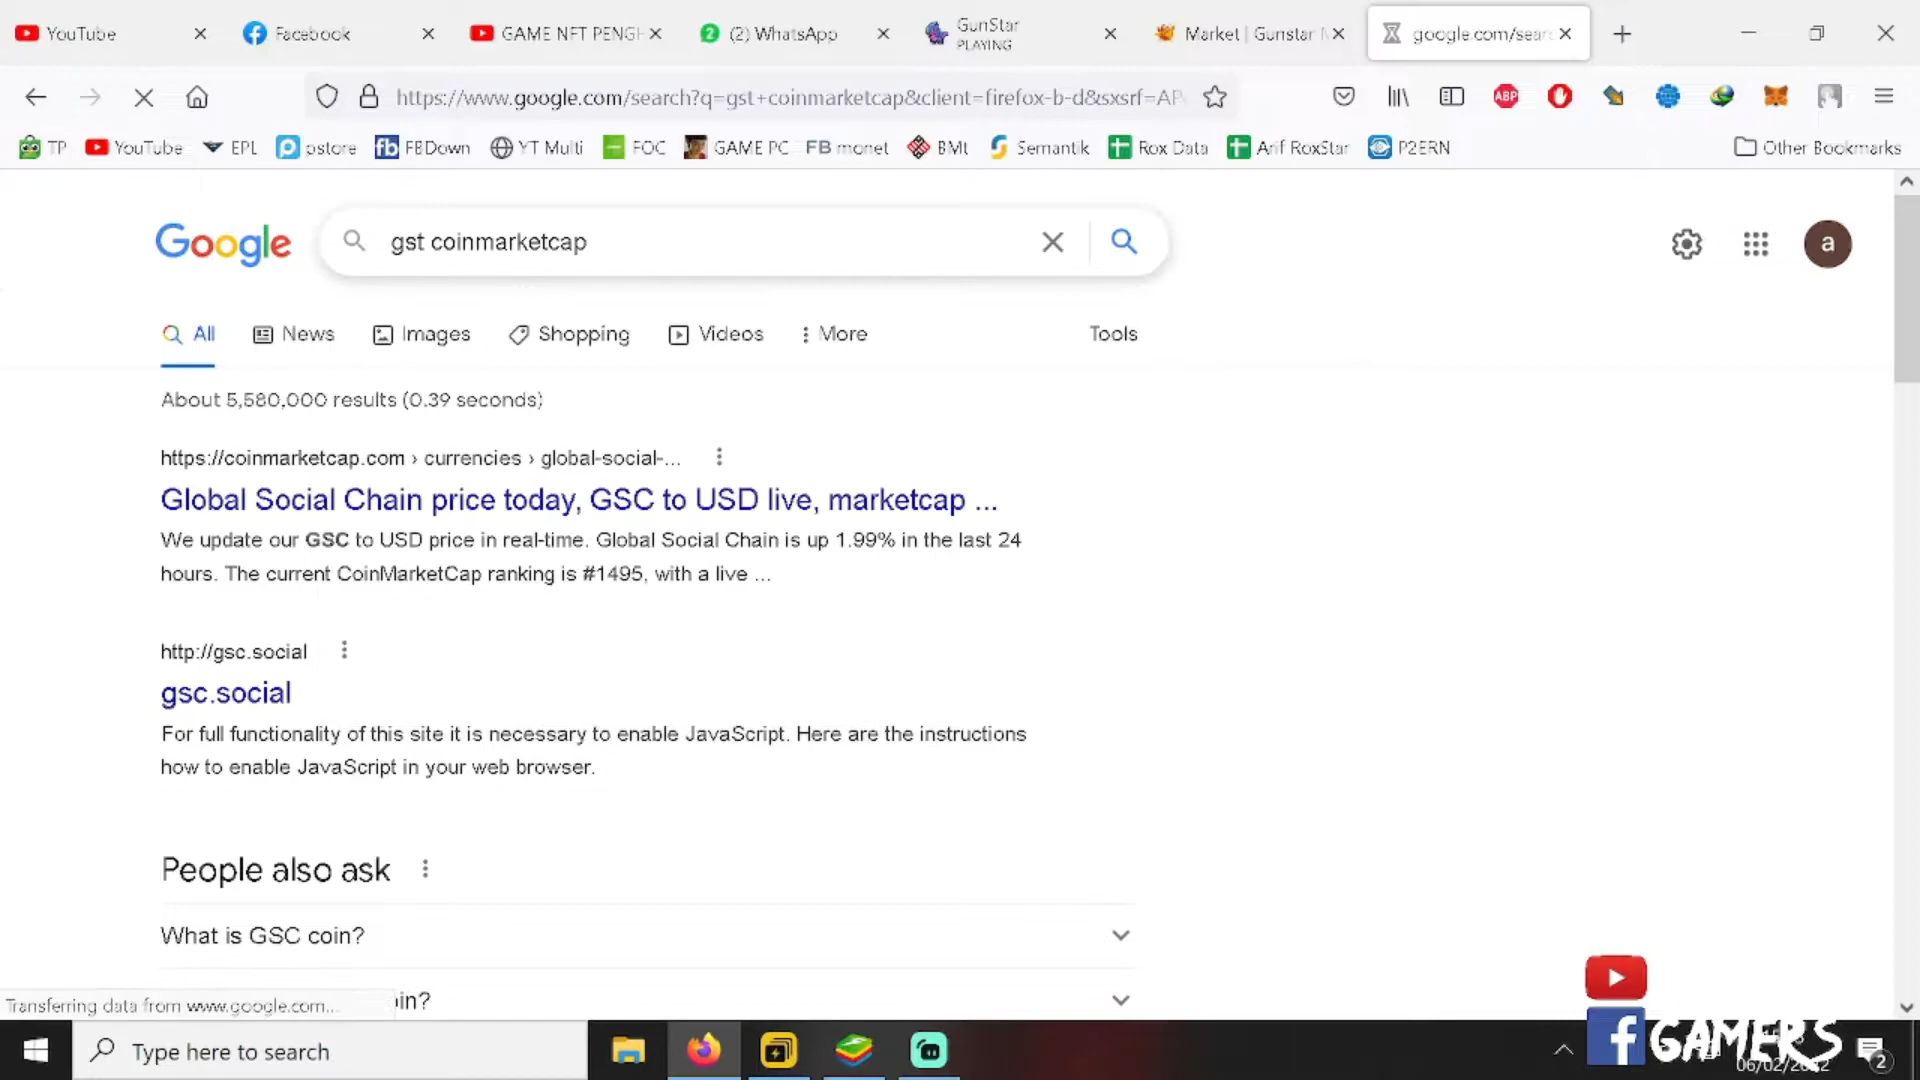 YouTube
Facebook
GAME NFT PENGH
(2) WhatsApp
GunStar
PLAYING
Market | Gunstar
google.com/sear
https://www.google.com/search?q=gst+coinmarketcap&client=firefox-b-d&sxsrf=AP
ABP
TP
YouTube
EPL
pstore
fb FBDown
YT Multi
FOC
GAME PC
FB monet
BMt
Semantik
Rox Data
Arif RoxStar
P2ERN
Other Bookmarks
Google
gst coinmarketcap
a
All
News
Images
Shopping
Videos
More
Tools
About 5,580,000 results (0.39 seconds)
https://coinmarketcap.com › currencies › global-social-...
Global Social Chain price today, GSC to USD live, marketcap ...
We update our GSC to USD price in real-time. Global Social Chain is up 1.99% in the last 24
hours. The current CoinMarketCap ranking is #1495, with a live ...
http://gsc.social
gsc.social
For full functionality of this site it is necessary to enable JavaScript. Here are the instructions
how to enable JavaScript in your web browser.
People also ask
What is GSC coin?
Transferring data from www.google.com...
Type here to search
f GAMERS
2